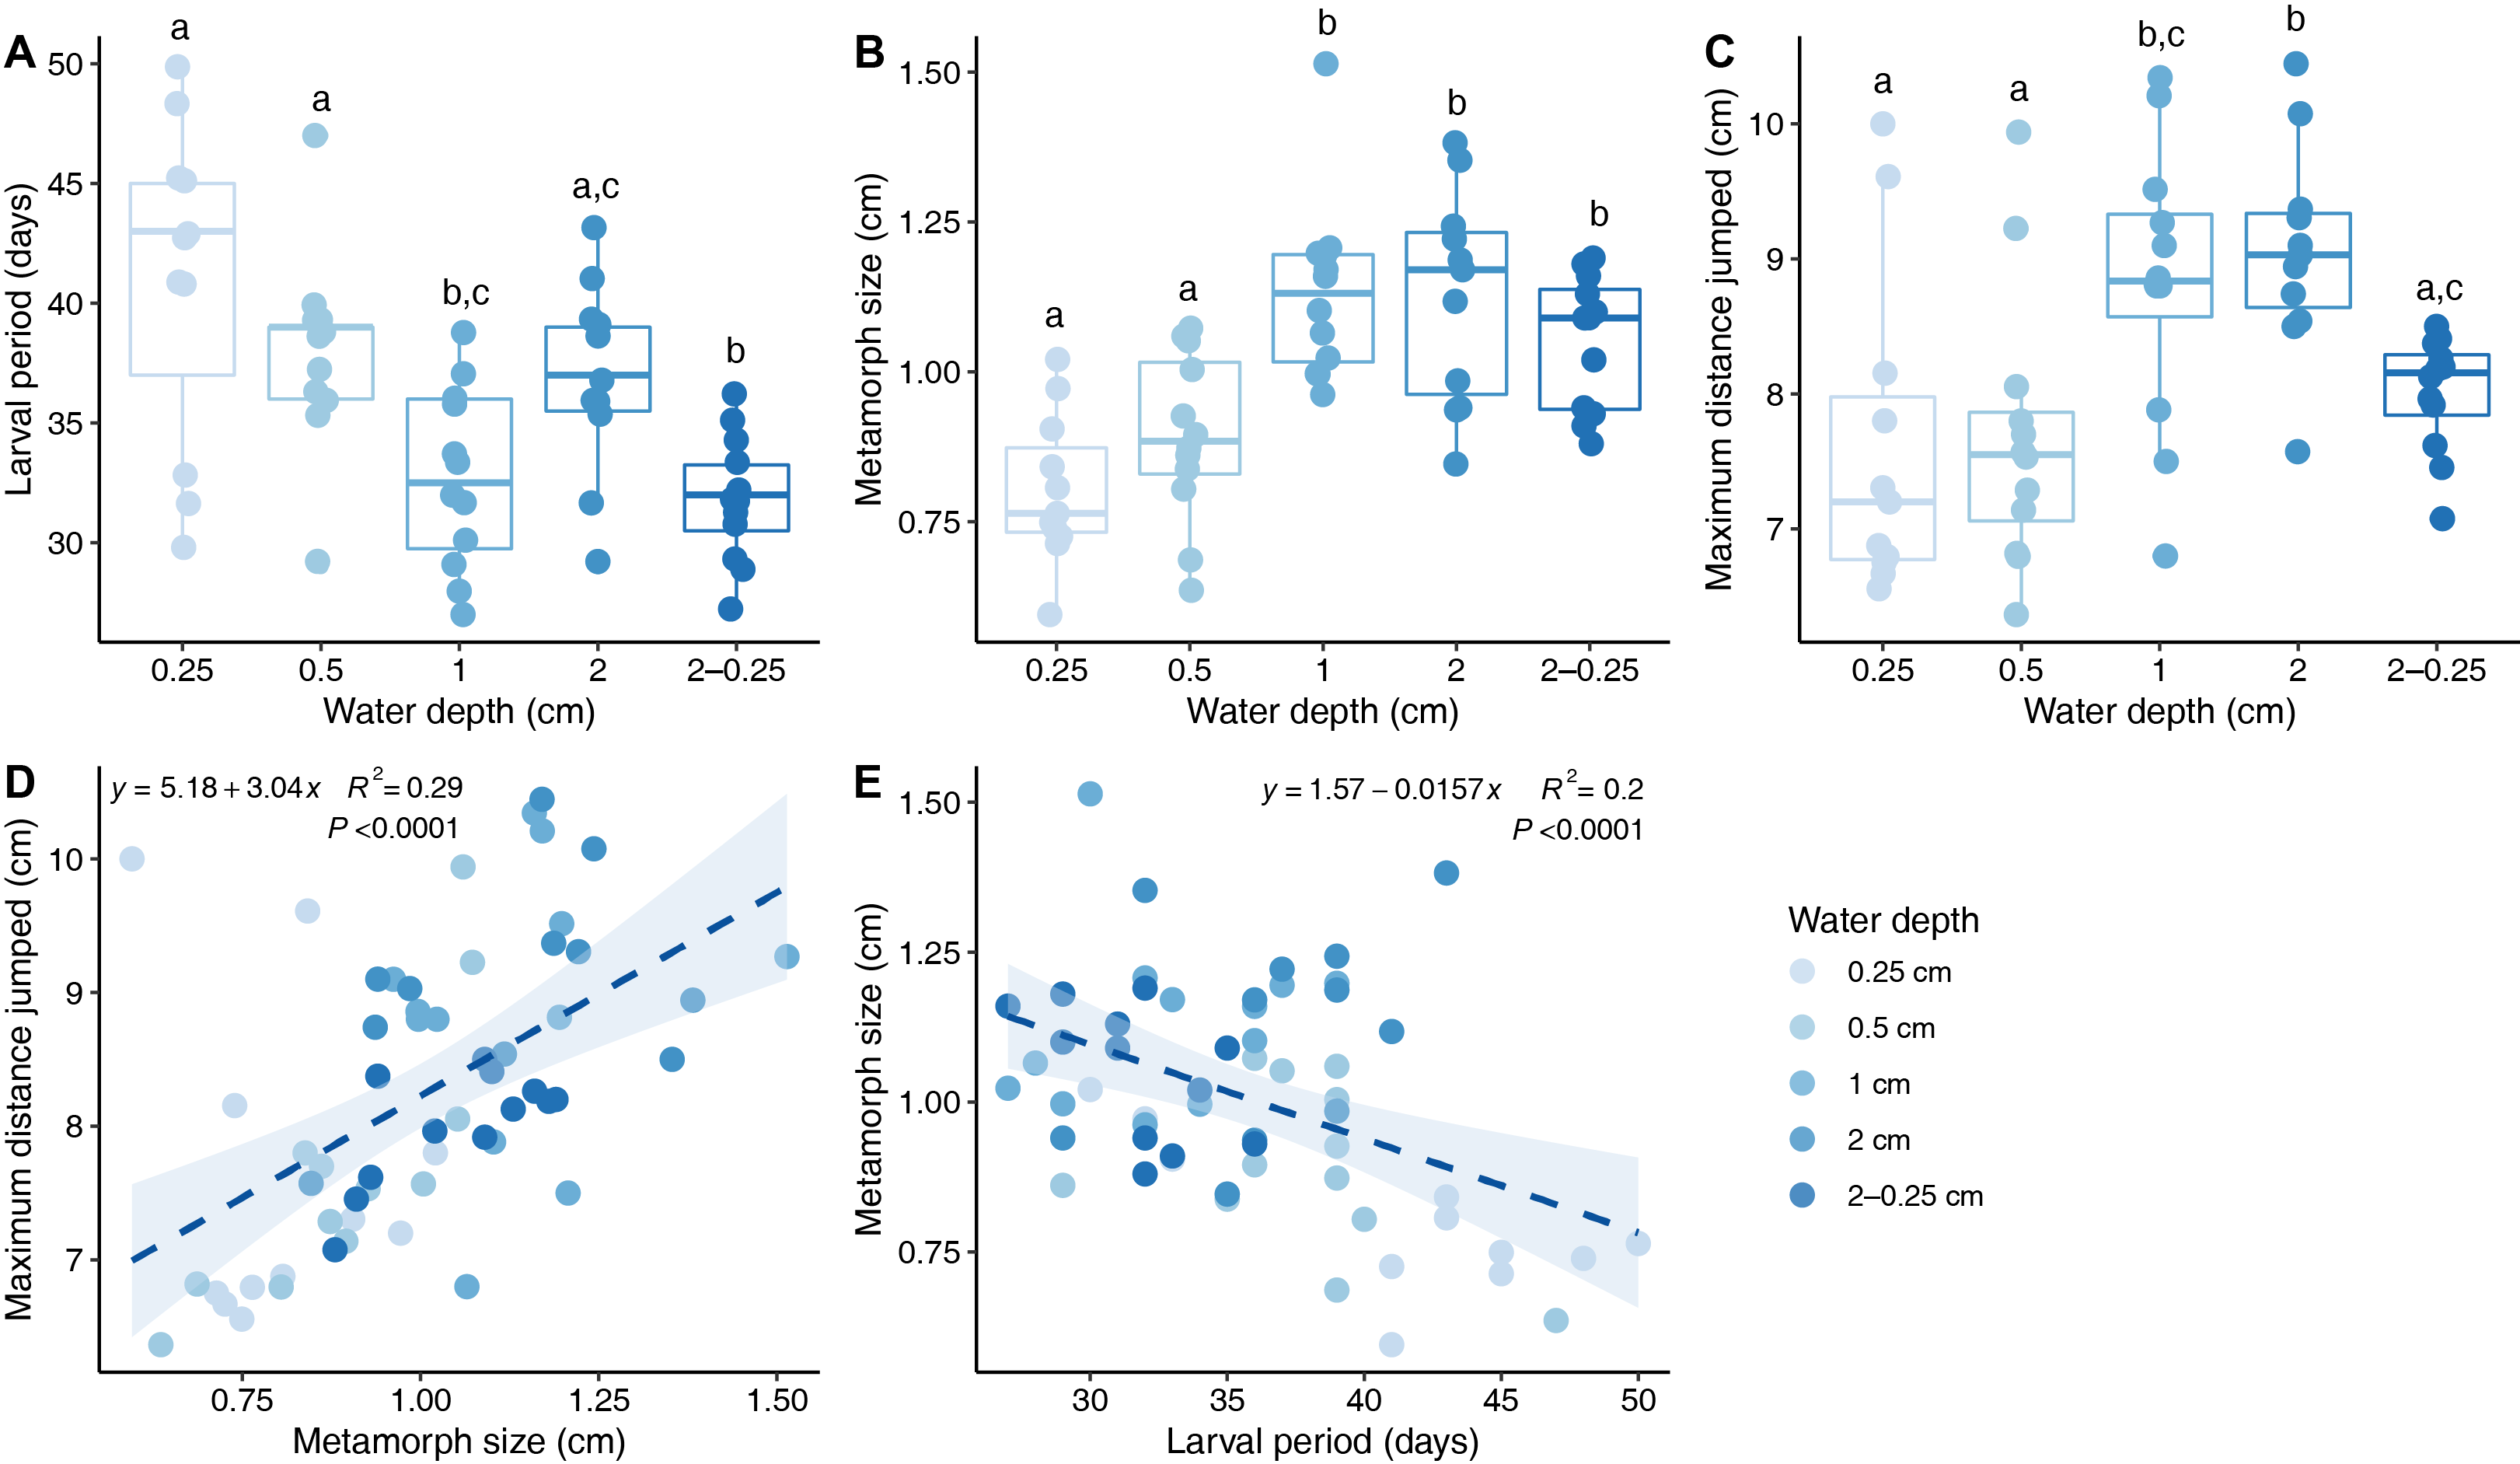 A
a
a
b,c
a,c
b
Larval period (days)
50
45
40
35
30
0.25 0.5 1 2 2–0.25
Water depth (cm)
B
a
a
b
b
b
Metamorph size (cm)
1.50
1.25
1.00
0.75
0.25 0.5 1 2 2–0.25
Water depth (cm)
C
a
a
b,c
b
a,c
Maximum distance jumped (cm)
10
9
8
7
0.25 0.5 1 2 2–0.25
Water depth (cm)
D
y = 5.18 + 3.04x R² = 0.29
P <0.0001
Maximum distance jumped (cm)
10
9
8
7
0.75 1.00 1.25 1.50
Metamorph size (cm)
E
y = 1.57 – 0.0157x R² = 0.2
P <0.0001
Metamorph size (cm)
1.50
1.25
1.00
0.75
30 35 40 45 50
Larval period (days)
Water depth
0.25 cm
0.5 cm
1 cm
2 cm
2–0.25 cm